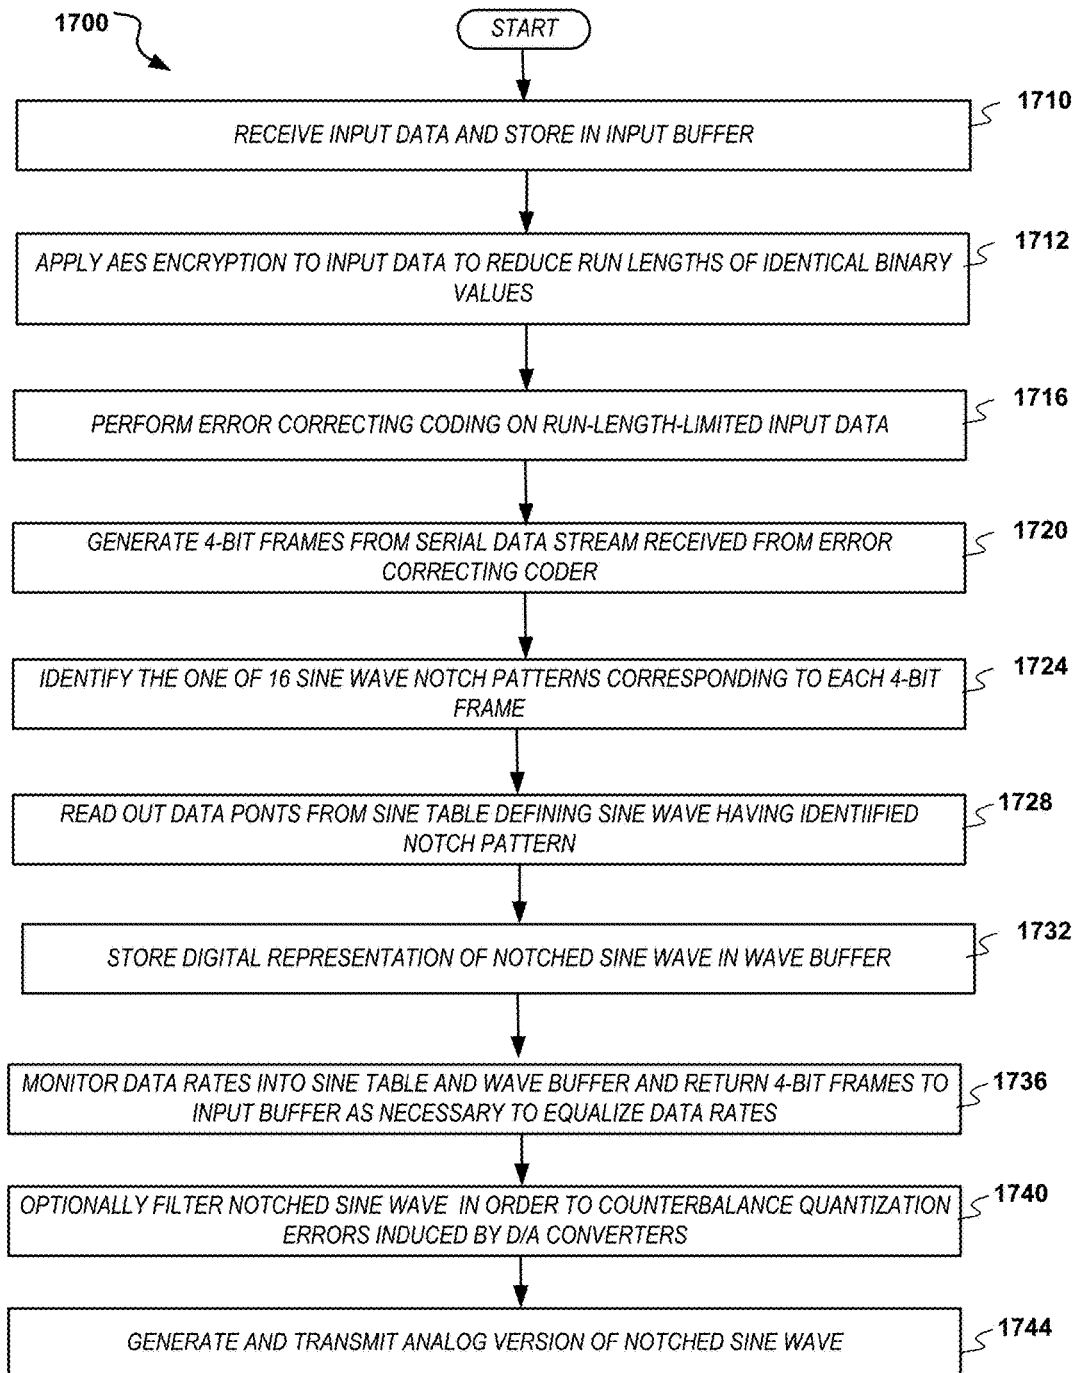 1700
START
1710
RECEIVE INPUT DATA AND STORE IN INPUT BUFFER
1712
APPLY AES ENCRYPTION TO INPUT DATA TO REDUCE RUN LENGTHS OF IDENTICAL BINARY
VALUES
1716
PERFORM ERROR CORRECTING CODING ON RUN-LENGTH-LIMITED INPUT DATA
1720
GENERATE 4-BIT FRAMES FROM SERIAL DATA STREAM RECEIVED FROM ERROR
CORRECTING CODER
1724
IDENTIFY THE ONE OF 16 SINE WAVE NOTCH PATTERNS CORRESPONDING TO EACH 4-BIT
FRAME
1728
READ OUT DATA PONTS FROM SINE TABLE DEFINING SINE WAVE HAVING IDENTIIFIED
NOTCH PATTERN
1732
STORE DIGITAL REPRESENTATION OF NOTCHED SINE WAVE IN WAVE BUFFER
1736
MONITOR DATA RATES INTO SINE TABLE AND WAVE BUFFER AND RETURN 4-BIT FRAMES TO
INPUT BUFFER AS NECESSARY TO EQUALIZE DATA RATES
1740
OPTIONALLY FILTER NOTCHED SINE WAVE IN ORDER TO COUNTERBALANCE QUANTIZATION
ERRORS INDUCED BY D/A CONVERTERS
1744
GENERATE AND TRANSMIT ANALOG VERSION OF NOTCHED SINE WAVE